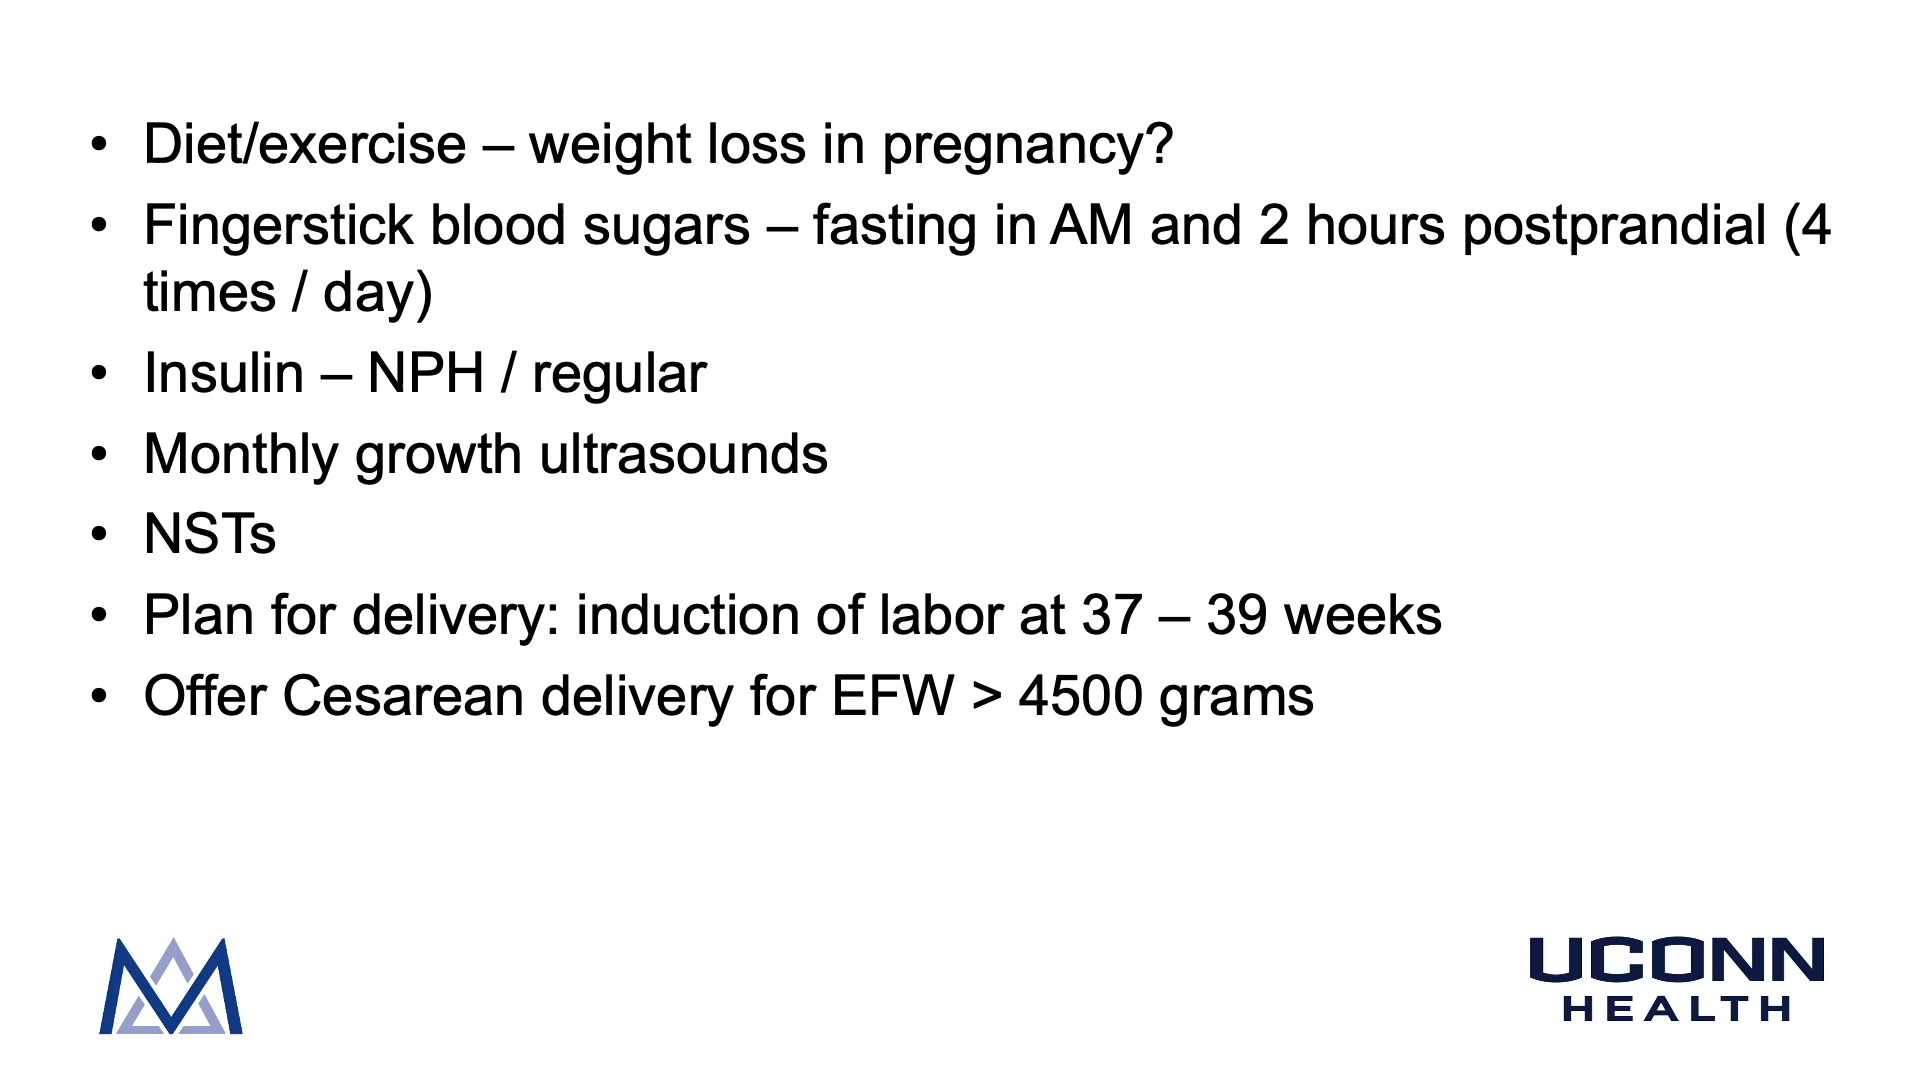 • Diet/exercise – weight loss in pregnancy?
• Fingerstick blood sugars – fasting in AM and 2 hours postprandial (4
times / day)
• Insulin – NPH / regular
• Monthly growth ultrasounds
• NSTs
• Plan for delivery: induction of labor at 37 – 39 weeks
• Offer Cesarean delivery for EFW > 4500 grams
UCONN
HEALTH